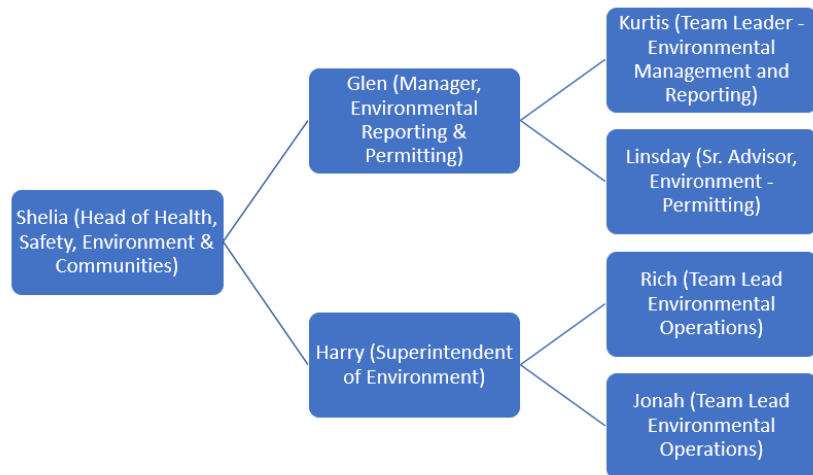 Kurtis (Team Leader -
Environmental
Management and
Reporting)
Glen (Manager,
Environmental
Reporting &
Permitting)
Linsday (Sr. Advisor,
Environment -
Permitting)
Shelia (Head of Health,
Safety, Environment &
Communities)
Rich (Team Lead
Environmental
Operations)
Harry (Superintendent
of Environment)
Jonah (Team Lead
Environmental
Operations)